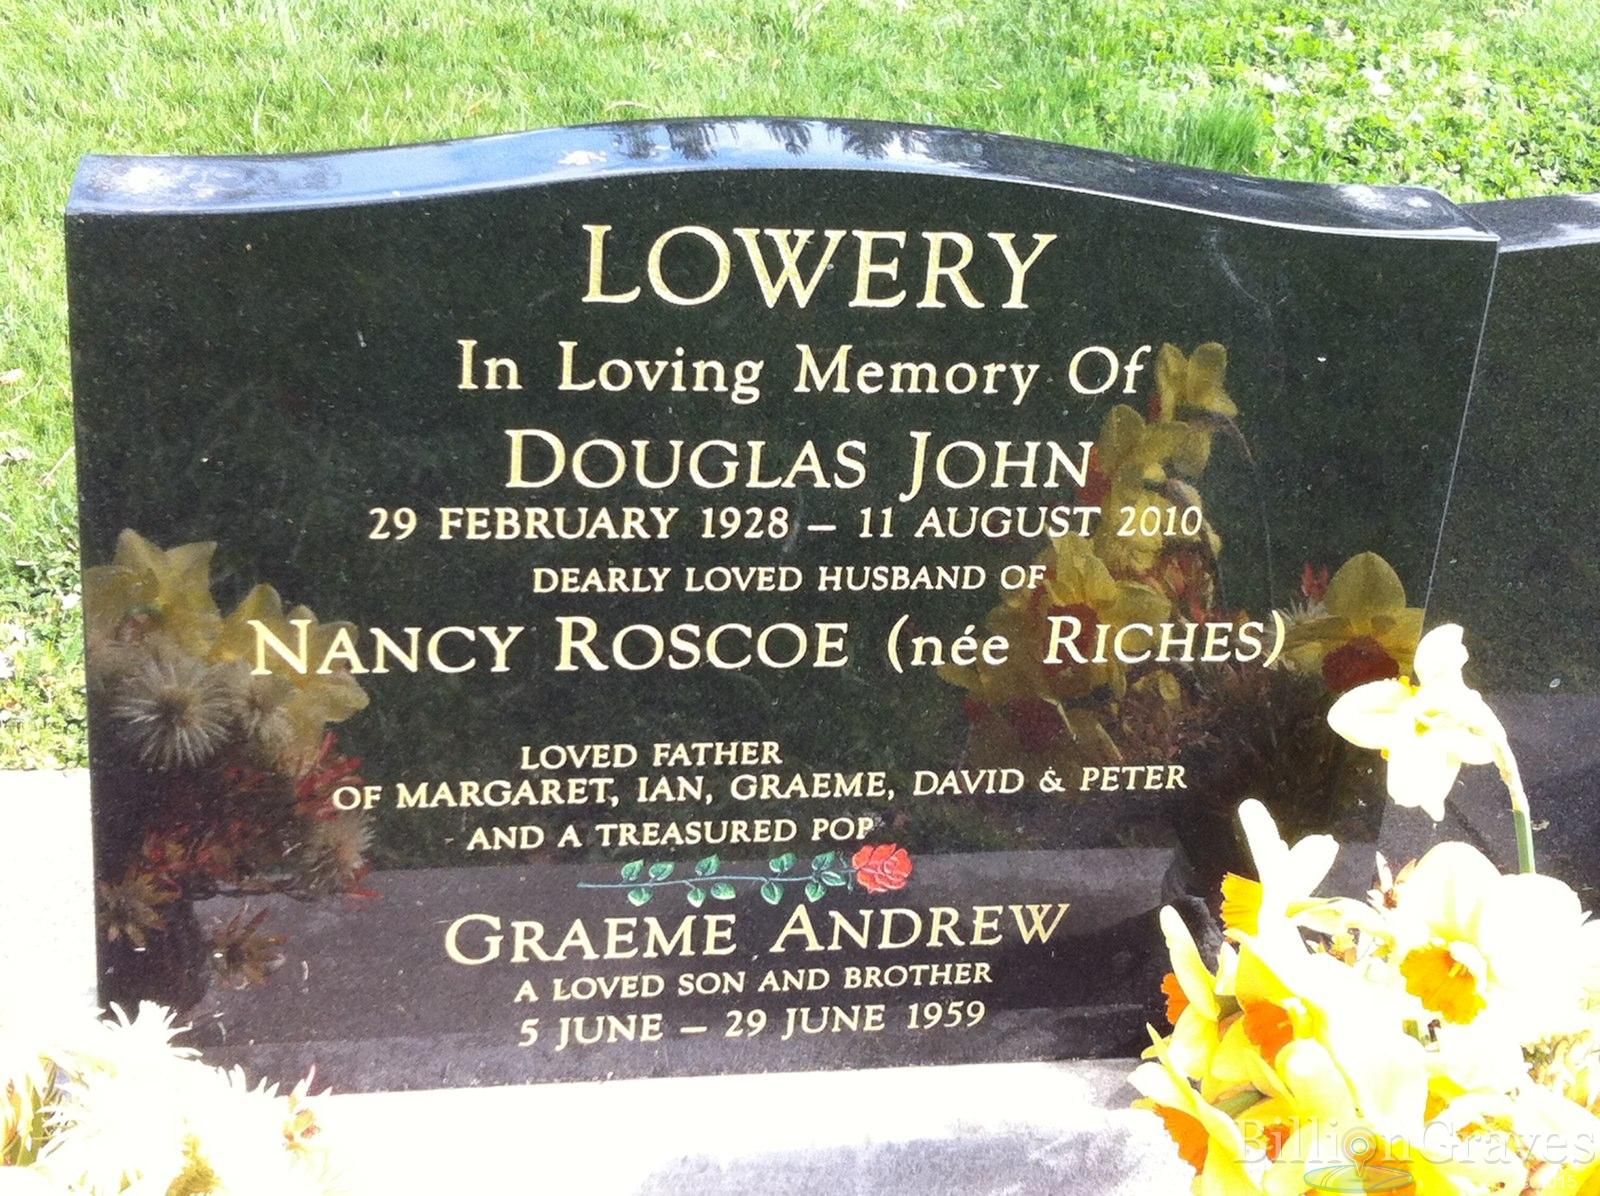 LOWERY
In Loving Memory Of
DOUGLAS JOHN
29 FEBRUARY 1928 – 11 AUGUST 2010
DEARLY LOVED HUSBAND OF
NANCY ROSCOE (née RICHES)
LOVED FATHER
OF MARGARET, IAN, GRAEME, DAVID & PETER
AND A TREASURED POP
GRAEME ANDREW
A LOVED SON AND BROTHER
5 JUNE – 29 JUNE 1959
BillionGraves